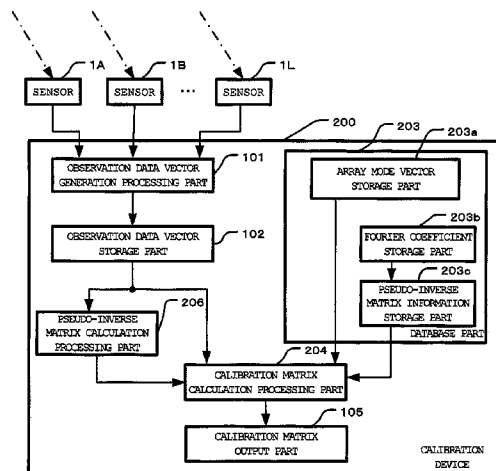 1A
1B
1L
SENSOR
SENSOR
...
SENSOR
200
203
203a
101
OBSERVATION DATA VECTOR
GENERATION PROCESSING PART
ARRAY MODE VECTOR
STORAGE PART
102
OBSERVATION DATA VECTOR
STORAGE PART
203b
FOURIER COEFFICIENT
STORAGE PART
203c
PSEUDO-INVERSE
MATRIX INFORMATION
STORAGE PART
DATABASE PART
206
PSEUDO-INVERSE
MATRIX CALCULATION
PROCESSING PART
204
CALIBRATION MATRIX
CALCULATION PROCESSING PART
105
CALIBRATION MATRIX
OUTPUT PART
CALIBRATION
DEVICE